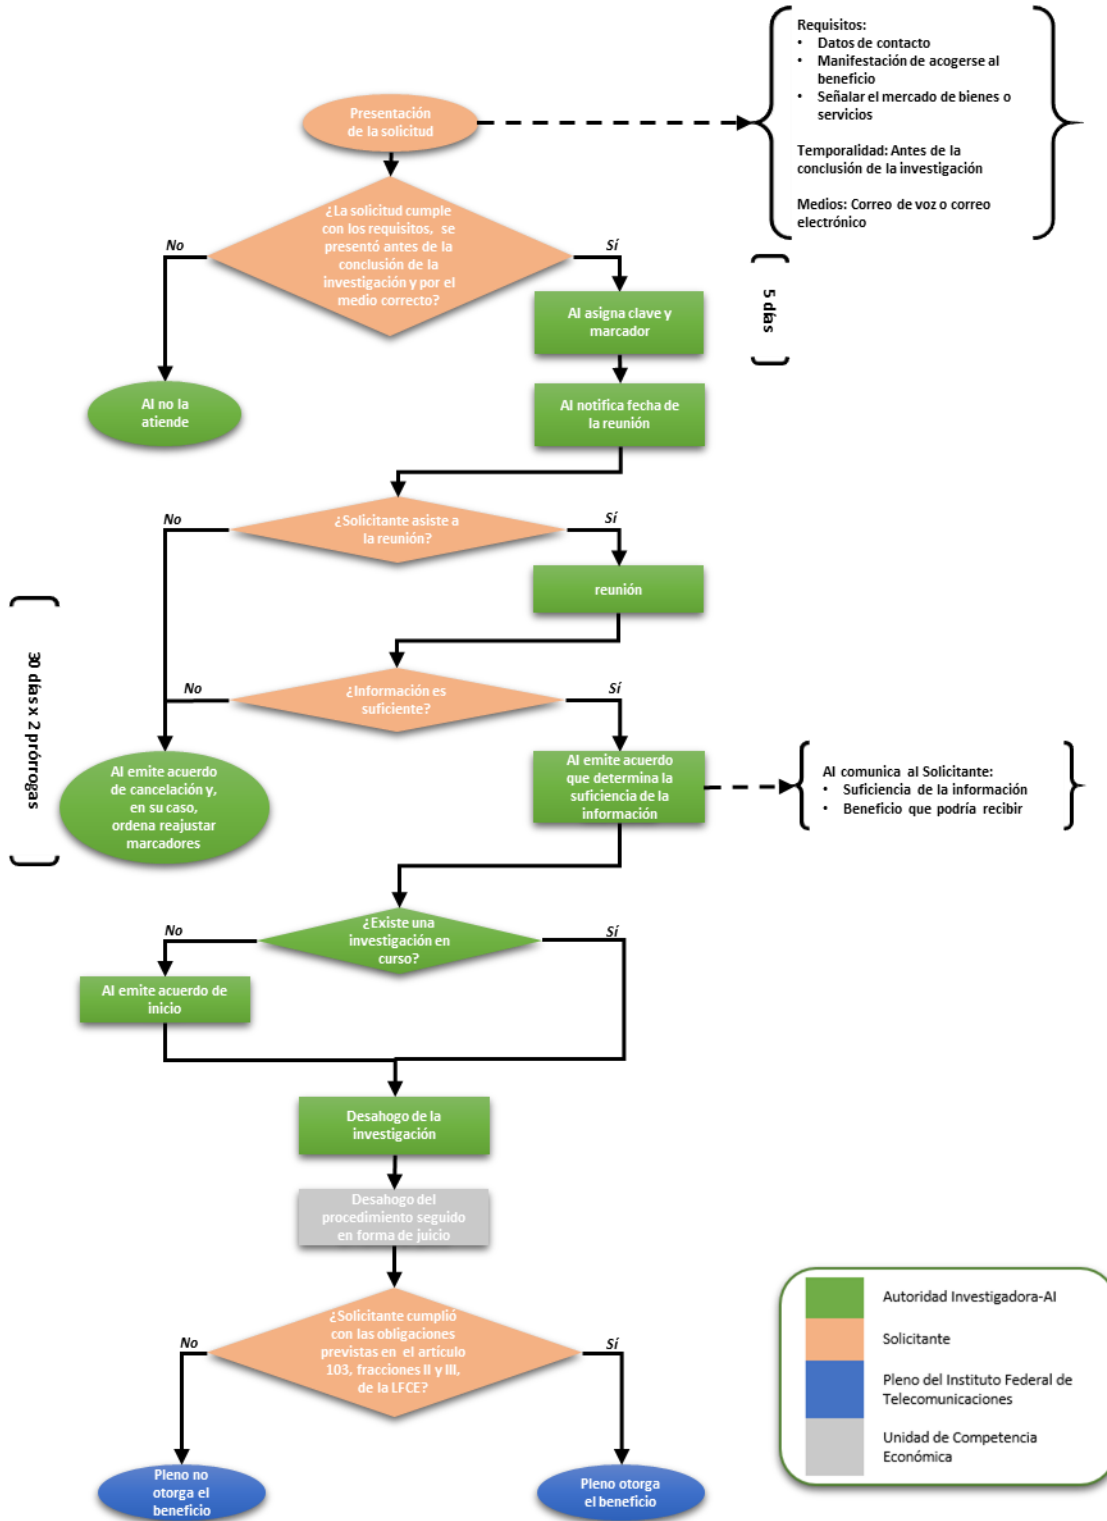 Requisitos:
• Datos de contacto
• Manifestación de acogerse al
beneficio
• Señalar el mercado de bienes o
servicios
Temporalidad: Antes de la
conclusión de la investigación
Medios: Correo de voz o correo
electrónico
Presentación
de la solicitud
¿La solicitud cumple
con los requisitos, se
presentó antes de la
conclusión de la
investigación y por el
medio correcto?
No
Sí
AI asigna clave y
marcador
5 días
AI no la
atiende
AI notifica fecha de
la reunión
¿Solicitante asiste a
la reunión?
No
Sí
reunión
30 días x 2 prórrogas
¿Información es
suficiente?
No
Sí
AI emite acuerdo
de cancelación y,
en su caso,
ordena reajustar
marcadores
AI emite acuerdo
que determina la
suficiencia de la
información
AI comunica al Solicitante:
• Suficiencia de la información
• Beneficio que podría recibir
¿Existe una
investigación en
curso?
No
Sí
AI emite acuerdo de
inicio
Desahogo de la
investigación
Desahogo del
procedimiento seguido
en forma de juicio
¿Solicitante cumplió
con las obligaciones
previstas en el artículo
103, fracciones II y III,
de la LFCE?
No
Sí
Pleno no
otorga el
beneficio
Pleno otorga
el beneficio
Autoridad Investigadora-AI
Solicitante
Pleno del Instituto Federal de
Telecomunicaciones
Unidad de Competencia
Económica